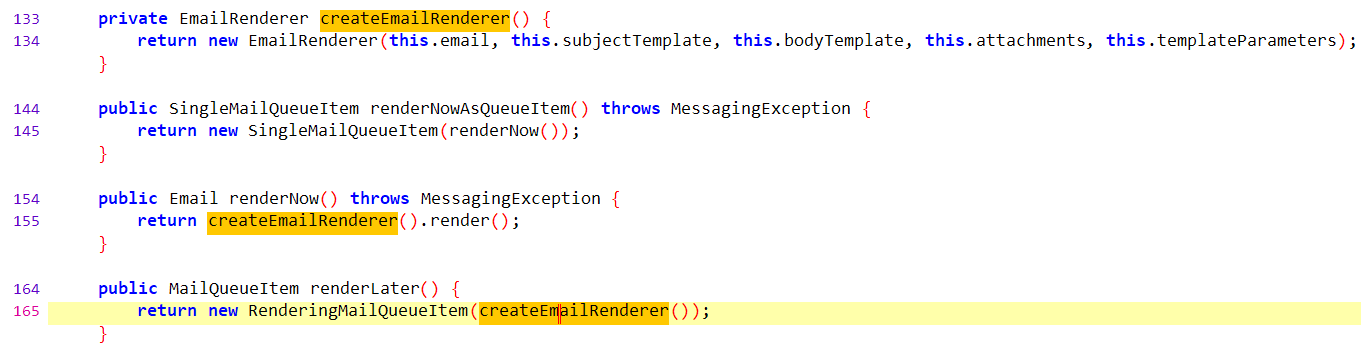 133 private EmailRenderer createEmailRenderer() {
134 return new EmailRenderer(this.email, this.subjectTemplate, this.bodyTemplate, this.attachments, this.templateParameters);
}
144 public SingleMailQueueItem renderNowAsQueueItem() throws MessagingException {
145 return new SingleMailQueueItem(renderNow());
}
154 public Email renderNow() throws MessagingException {
155 return createEmailRenderer().render();
}
164 public MailQueueItem renderLater() {
165 return new RenderingMailQueueItem(createEmailRenderer());
}